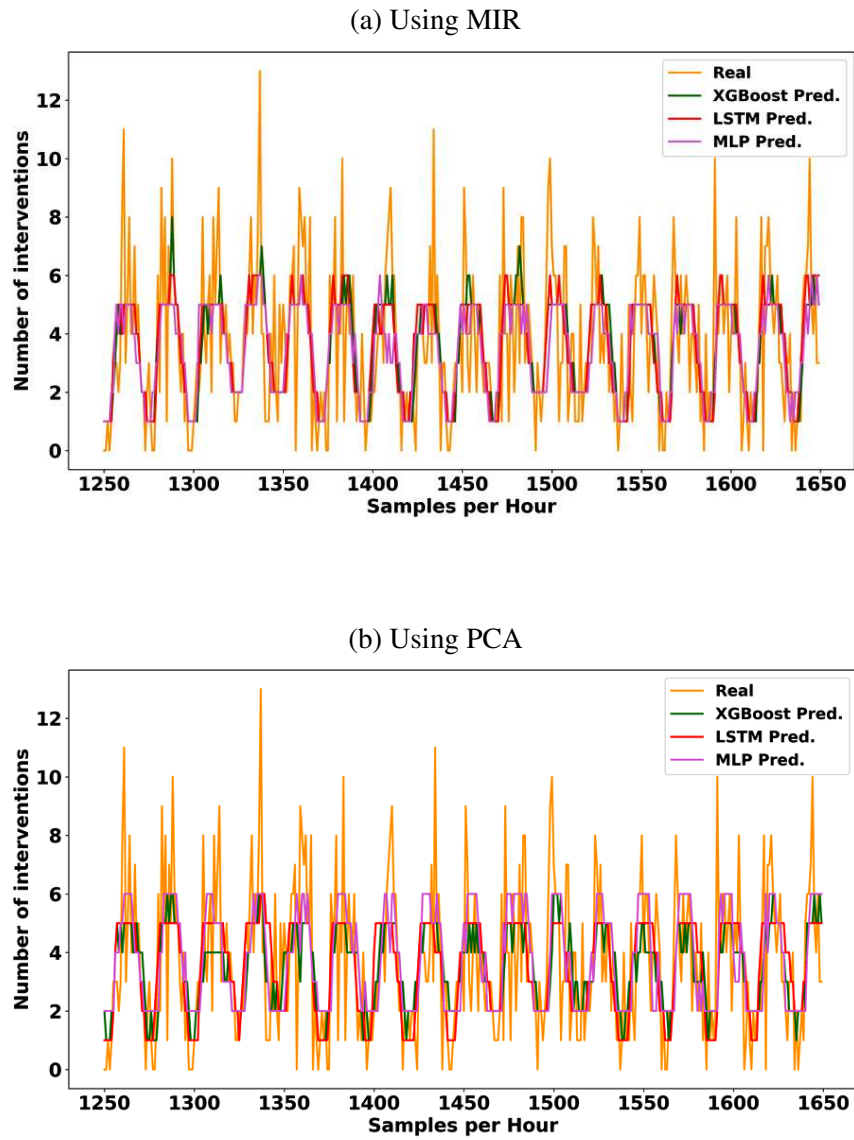 (a) Using MIR
Real
XGBoost Pred.
LSTM Pred.
MLP Pred.
Number of interventions
12
10
8
6
4
2
0
1250 1300 1350 1400 1450 1500 1550 1600 1650
Samples per Hour
(b) Using PCA
Real
XGBoost Pred.
LSTM Pred.
MLP Pred.
Number of interventions
12
10
8
6
4
2
0
1250 1300 1350 1400 1450 1500 1550 1600 1650
Samples per Hour